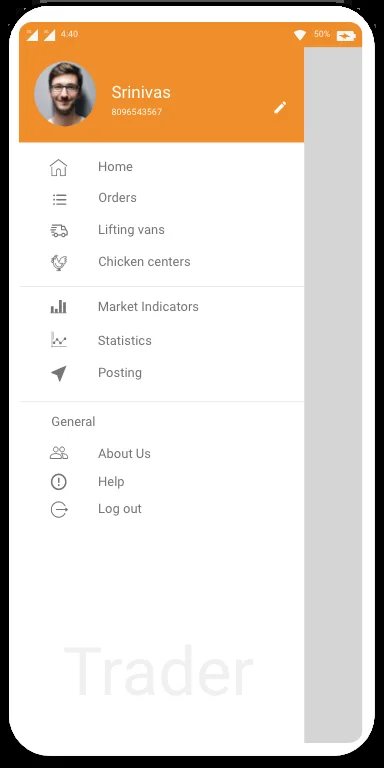 4:40 50%
Srinivas
8096543567
Home
Orders
Lifting vans
Chicken centers
Market Indicators
Statistics
Posting
General
About Us
Help
Log out
Trader